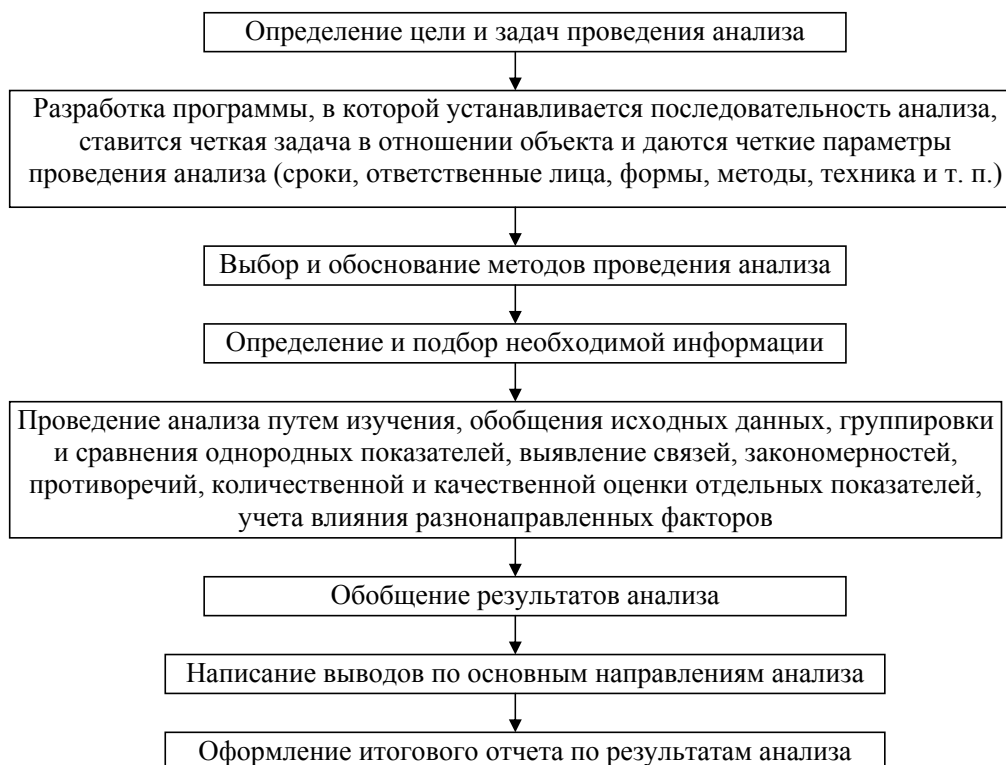 Определение цели и задач проведения анализа
Разработка программы, в которой устанавливается последовательность анализа,
ставится четкая задача в отношении объекта и даются четкие параметры
проведения анализа (сроки, ответственные лица, формы, методы, техника и т. п.)
Выбор и обоснование методов проведения анализа
Определение и подбор необходимой информации
Проведение анализа путем изучения, обобщения исходных данных, группировки
и сравнения однородных показателей, выявление связей, закономерностей,
противоречий, количественной и качественной оценки отдельных показателей,
учета влияния разнонаправленных факторов
Обобщение результатов анализа
Написание выводов по основным направлениям анализа
Оформление итогового отчета по результатам анализа